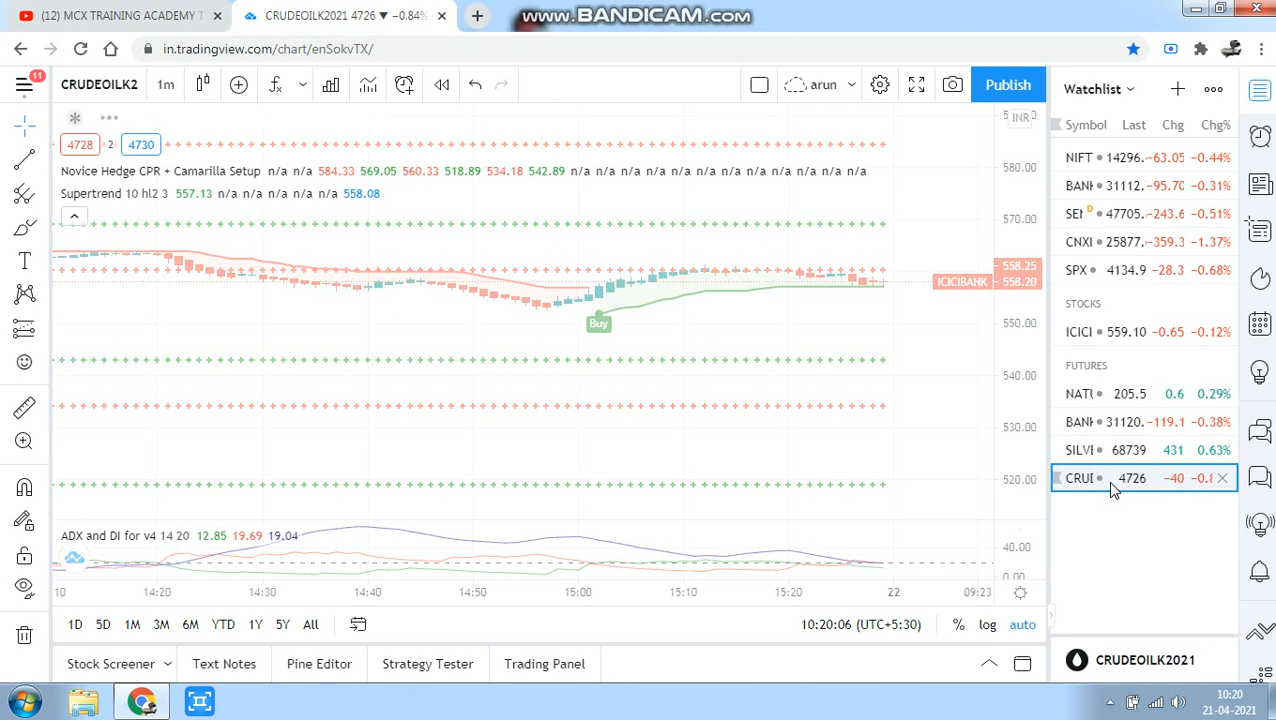 (12) MCX TRAINING ACADEMY T
CRUDEOILK2021 4726 ▼ −0.84%
www.BANDICAM.com
in.tradingview.com/chart/enSokvTX/
11
CRUDEOILK2 1m
arun
Publish
Watchlist
Symbol Last Chg Chg%
NIFT 14296. −63.05 −0.44%
BANI 31112. −95.70 −0.31%
SEN D 47705. −243.6 −0.51%
CNXI 25877. −359.3 −1.37%
SPX 4134.9 −28.3 −0.68%
STOCKS
ICICI 559.10 −0.65 −0.12%
FUTURES
NATU 205.5 0.6 0.29%
BANK 31120. −119.1 −0.38%
SILVE 68739 431 0.63%
CRUI 4726 −40 −0.8
4728 2 4730
INR
Novice Hedge CPR + Camarilla Setup n/a n/a 584.33 569.05 560.33 518.89 534.18 542.89 n/a n/a n/a n/a n/a n/a n/a n/a n/a n/a n/a n/a
Supertrend 10 hl2 3 557.13 n/a n/a n/a n/a n/a 558.08
580.00
570.00
558.25
ICICIBANK 558.20
550.00
540.00
530.00
520.00
Buy
ADX and DI for v4 14 20 12.85 19.69 19.04
40.00
0.00
10 14:20 14:30 14:40 14:50 15:00 15:10 15:20 22 09:23
1D 5D 1M 3M 6M YTD 1Y 5Y All
10:20:06 (UTC+5:30) % log auto
Stock Screener Text Notes Pine Editor Strategy Tester Trading Panel
CRUDEOILK2021
10:20
21-04-2021